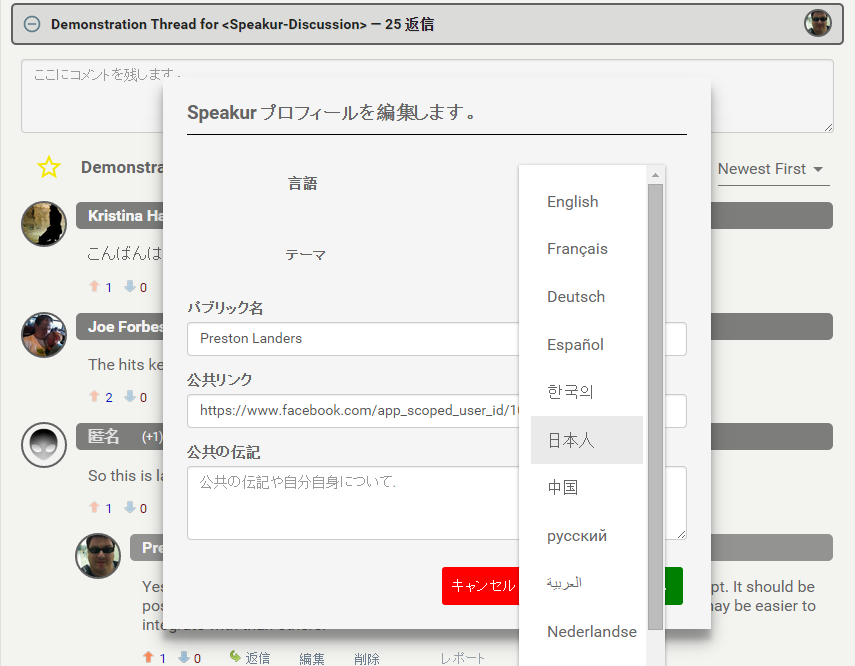 Demonstration Thread for <Speakur-Discussion> — 25 返信
ここにコメントを残します.
Speakur プロフィールを編集します。
Demonstra
Newest First
言語
テーマ
English
Français
Deutsch
Español
한국의
日本人
中国
русский
العربية
Nederlandse
パブリック名
Preston Landers
公共リンク
https://www.facebook.com/app_scoped_user_id/1
公共の伝記
公共の伝記や自分自身について.
キャンセル
Kristina Ha
こんばんは
1 0
Joe Forbes
The hits ke
2 0
匿名 (+1)
So this is la
1 0
Pre
Yes pt. It should be
pos may be easier to
integrate with than others.
1 0 返信 編集 削除 レポート